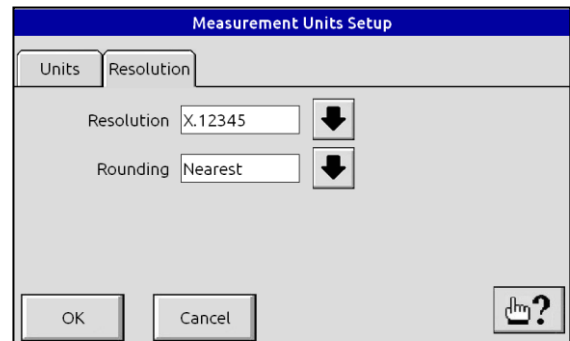 Measurement Units Setup
Units Resolution
Resolution X.12345
Rounding Nearest
OK Cancel ?